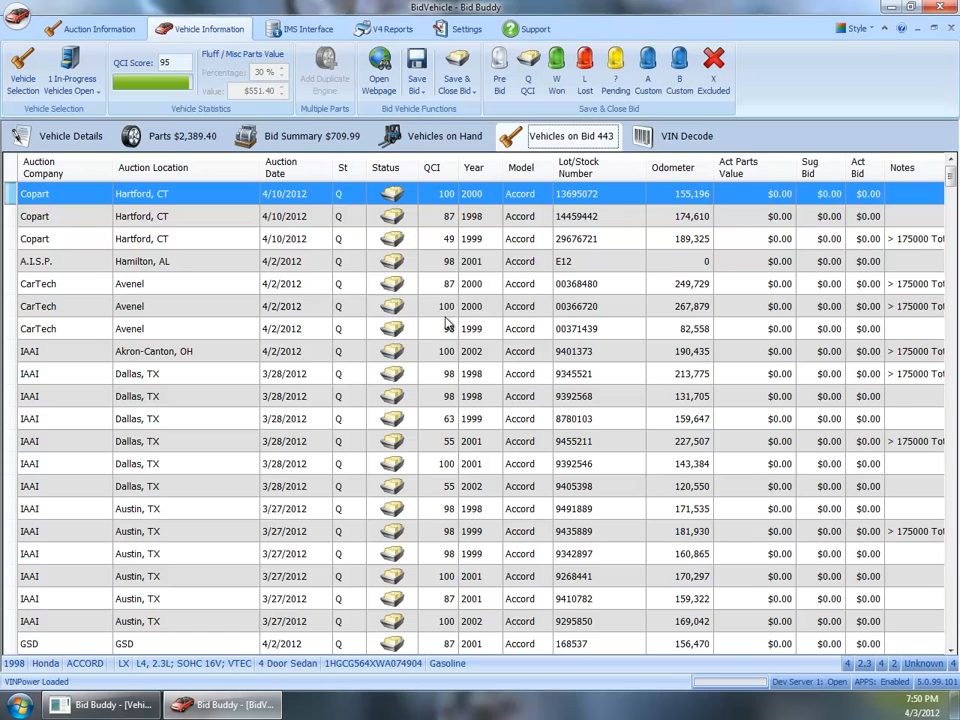 BidVehicle - Bid Buddy
Auction Information Vehicle Information IMS Interface V4 Reports Settings Support Style
QCI Score: 95
Fluff / Misc Parts Value
Percentage: 30 %
Value: $551.40
Vehicle Selection
1 In-Progress Vehicles Open
Add Duplicate Engine
Open Webpage
Save Bid
Save & Close Bid
Pre Bid
Q QCI
W Won
L Lost
? Pending
A Custom
B Custom
X Excluded
Vehicle Selection Vehicle Statistics Multiple Parts Bid Vehicle Functions Save & Close Bid
Vehicle Details Parts $2,389.40 Bid Summary $709.99 Vehicles on Hand Vehicles on Bid 443 VIN Decode
Auction Company Auction Location Auction Date St Status QCI Year Model Lot/Stock Number Odometer Act Parts Value Sug Bid Act Bid Notes
Copart Hartford, CT 4/10/2012 Q 100 2000 Accord 13695072 155,196 $0.00 $0.00 $0.00
Copart Hartford, CT 4/10/2012 Q 87 1998 Accord 14459442 174,610 $0.00 $0.00 $0.00
Copart Hartford, CT 4/10/2012 Q 49 1999 Accord 29676721 189,325 $0.00 $0.00 $0.00 > 175000 Tot
A.I.S.P. Hamilton, AL 4/2/2012 Q 98 2001 Accord E12 0 $0.00 $0.00 $0.00
CarTech Avenel 4/2/2012 Q 87 2000 Accord 00368480 249,729 $0.00 $0.00 $0.00 > 175000 Tot
CarTech Avenel 4/2/2012 Q 100 2000 Accord 00366720 267,879 $0.00 $0.00 $0.00 > 175000 Tot
CarTech Avenel 4/2/2012 Q 1999 Accord 00371439 82,558 $0.00 $0.00 $0.00
IAAI Akron-Canton, OH 4/2/2012 Q 100 2002 Accord 9401373 190,435 $0.00 $0.00 $0.00 > 175000 Tot
IAAI Dallas, TX 3/28/2012 Q 98 1998 Accord 9345521 213,775 $0.00 $0.00 $0.00 > 175000 Tot
IAAI Dallas, TX 3/28/2012 Q 98 1998 Accord 9392568 131,705 $0.00 $0.00 $0.00
IAAI Dallas, TX 3/28/2012 Q 63 1999 Accord 8780103 159,647 $0.00 $0.00 $0.00
IAAI Dallas, TX 3/28/2012 Q 55 2001 Accord 9455211 227,507 $0.00 $0.00 $0.00 > 175000 Tot
IAAI Dallas, TX 3/28/2012 Q 100 2001 Accord 9392546 143,384 $0.00 $0.00 $0.00
IAAI Dallas, TX 3/28/2012 Q 55 2002 Accord 9405398 120,550 $0.00 $0.00 $0.00
IAAI Austin, TX 3/27/2012 Q 98 1998 Accord 9491889 171,535 $0.00 $0.00 $0.00
IAAI Austin, TX 3/27/2012 Q 98 1999 Accord 9435889 181,930 $0.00 $0.00 $0.00 > 175000 Tot
IAAI Austin, TX 3/27/2012 Q 98 1999 Accord 9342897 160,865 $0.00 $0.00 $0.00
IAAI Austin, TX 3/27/2012 Q 100 2001 Accord 9268441 170,297 $0.00 $0.00 $0.00
IAAI Austin, TX 3/27/2012 Q 87 2001 Accord 9410782 159,322 $0.00 $0.00 $0.00
IAAI Austin, TX 3/27/2012 Q 100 2002 Accord 9295850 169,042 $0.00 $0.00 $0.00
GSD GSD 4/2/2012 Q 87 2001 Accord 168537 156,470 $0.00 $0.00 $0.00
1998 Honda ACCORD LX L4, 2.3L; SOHC 16V; VTEC 4 Door Sedan 1HGCG564XWA074904 Gasoline 4 2.3 4 2 Unknown 4
VINPower Loaded Dev Server 1: Open APPS: Enabled 5.0.99.101
Bid Buddy - [Vehi... Bid Buddy - [BidV... 7:50 PM
4/3/2012